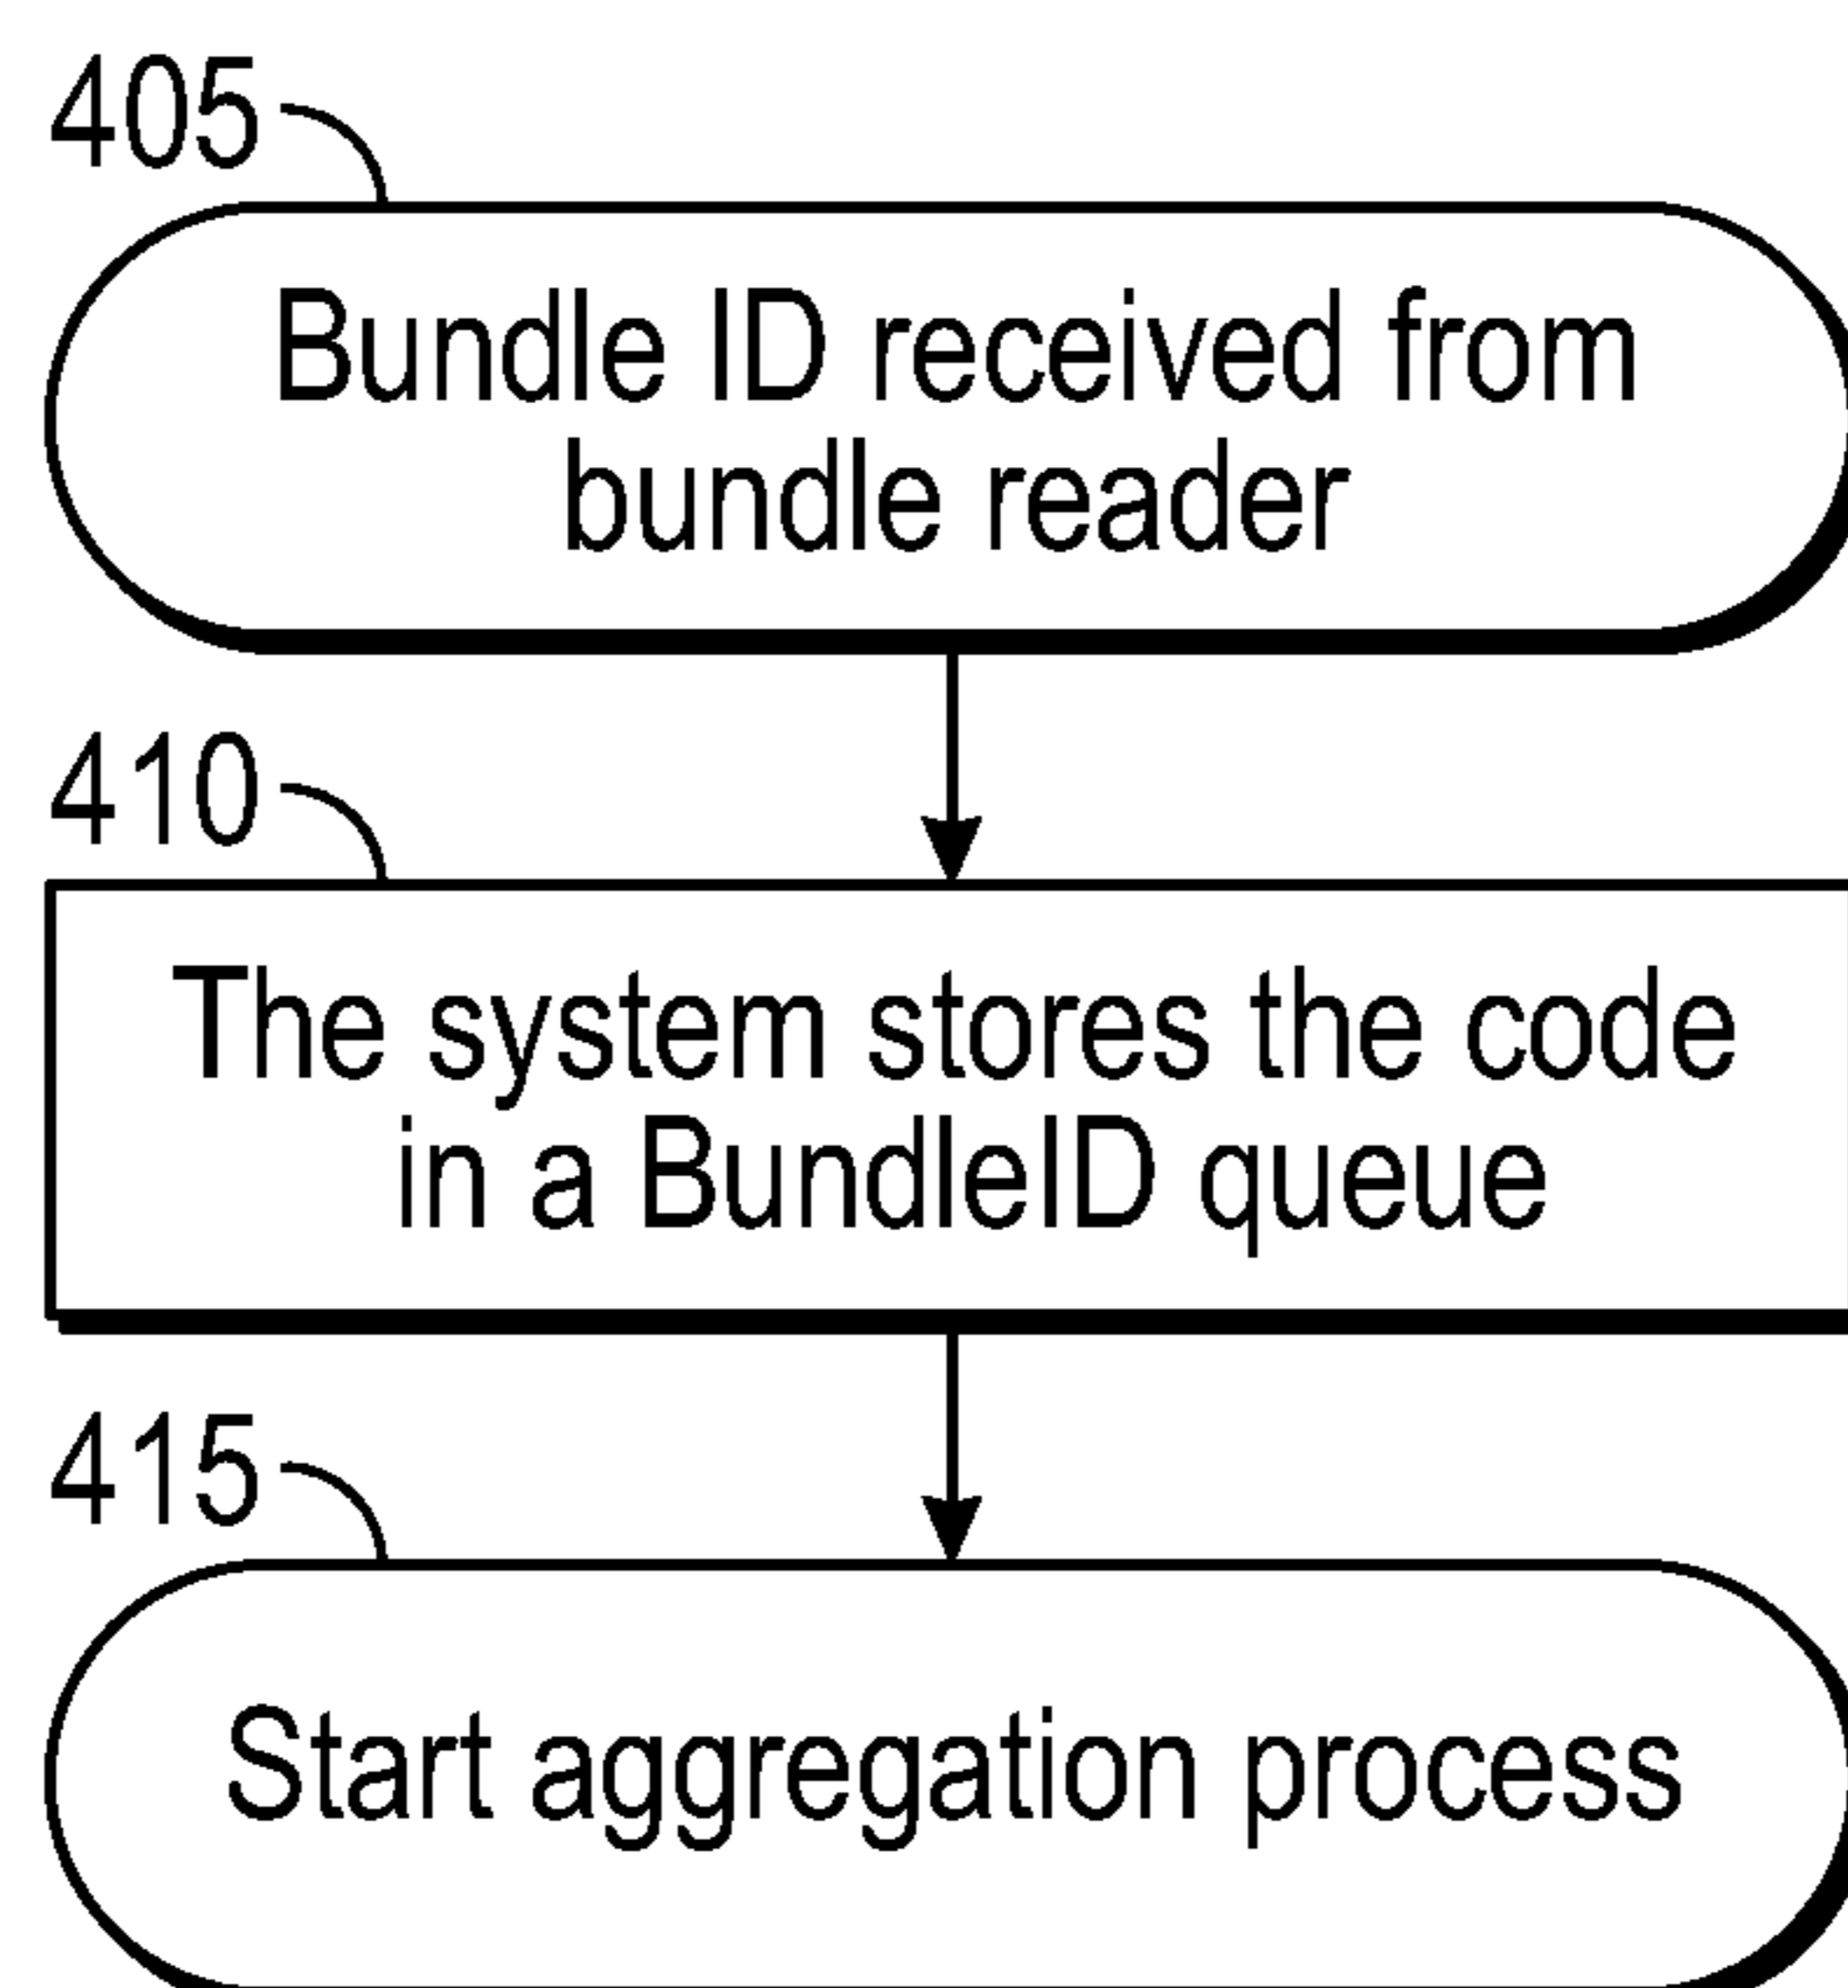 405
Bundle ID received from
bundle reader
410
The system stores the code
in a BundleID queue
415
Start aggregation process